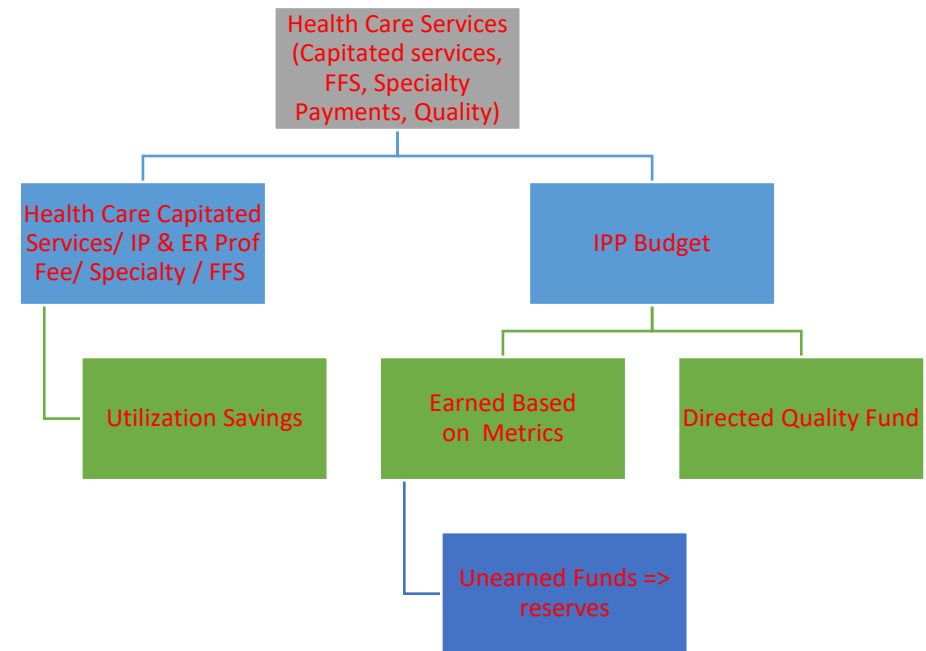 Health Care Services
(Capitated services,
FFS, Specialty
Payments, Quality)
Health Care Capitated
Services/ IP & ER Prof
Fee/ Specialty / FFS
IPP Budget
Utilization Savings
Earned Based
on Metrics
Directed Quality Fund
Unearned Funds =>
reserves